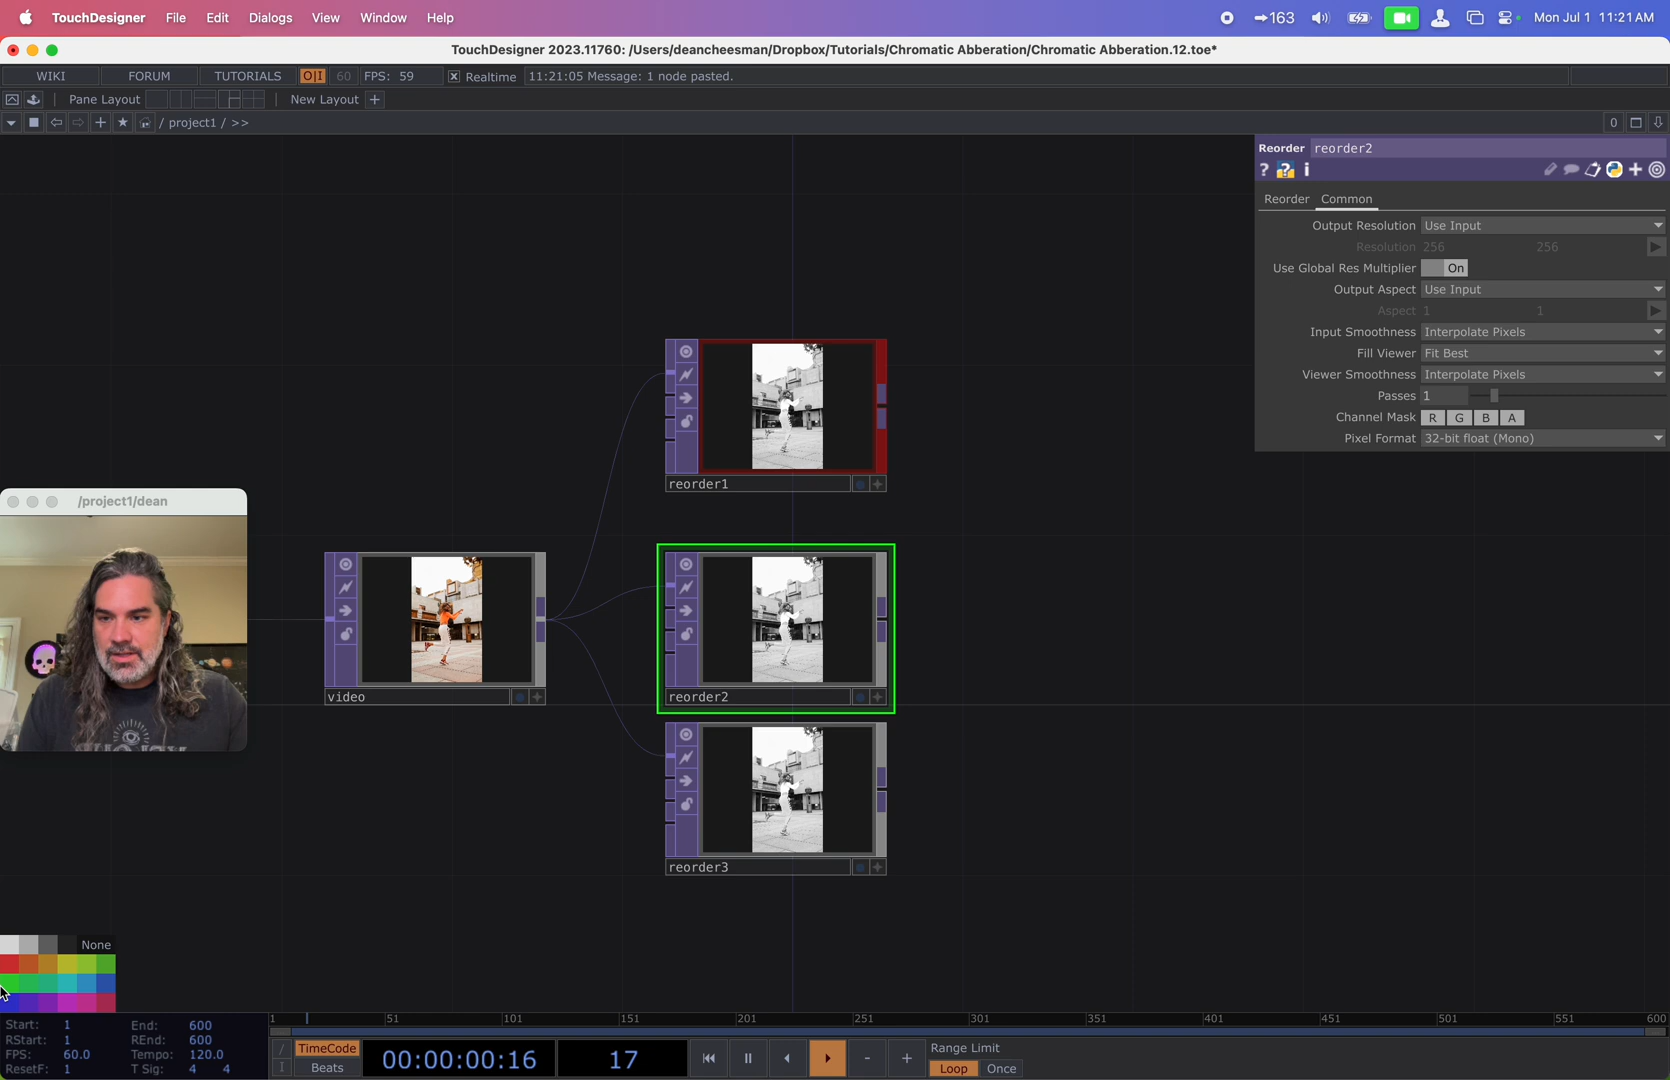 TouchDesigner File Edit Dialogs View Window Help
163 Mon Jul 1 11:21 AM
TouchDesigner 2023.11760: /Users/deancheesman/Dropbox/Tutorials/Chromatic Abberation/Chromatic Abberation.12.toe*
WIKI FORUM TUTORIALS O|I 60 FPS: 59 Realtime 11:21:05 Message: 1 node pasted.
Pane Layout New Layout +
/ project1 / >> 0
Reorder reorder2
? ? i
Reorder Common
Output Resolution Use Input
Resolution 256 256
Use Global Res Multiplier On
Output Aspect Use Input
Aspect 1 1
Input Smoothness Interpolate Pixels
Fill Viewer Fit Best
Viewer Smoothness Interpolate Pixels
Passes 1
Channel Mask R G B A
Pixel Format 32-bit float (Mono)
reorder1
/project1/dean
video
reorder2
reorder3
None
Start: 1 End: 600
RStart: 1 REnd: 600
FPS: 60.0 Tempo: 120.0
ResetF: 1 T Sig: 4 4
1 51 101 151 201 251 301 351 401 451 501 551 600
/ TimeCode 00:00:00:16 17 - + Range Limit
I Beats Loop Once